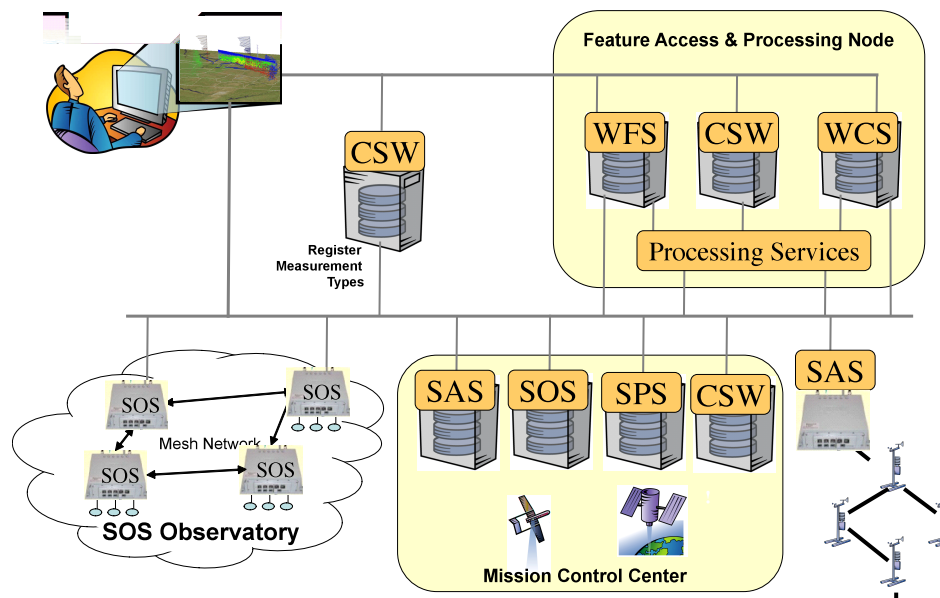 Feature Access & Processing Node
WFS
CSW
WCS
CSW
Processing Services
Register
Measurement
Types
SAS
SOS
SPS
CSW
SAS
SOS
SOS
Mesh Network
SOS
SOS
SOS Observatory
Mission Control Center